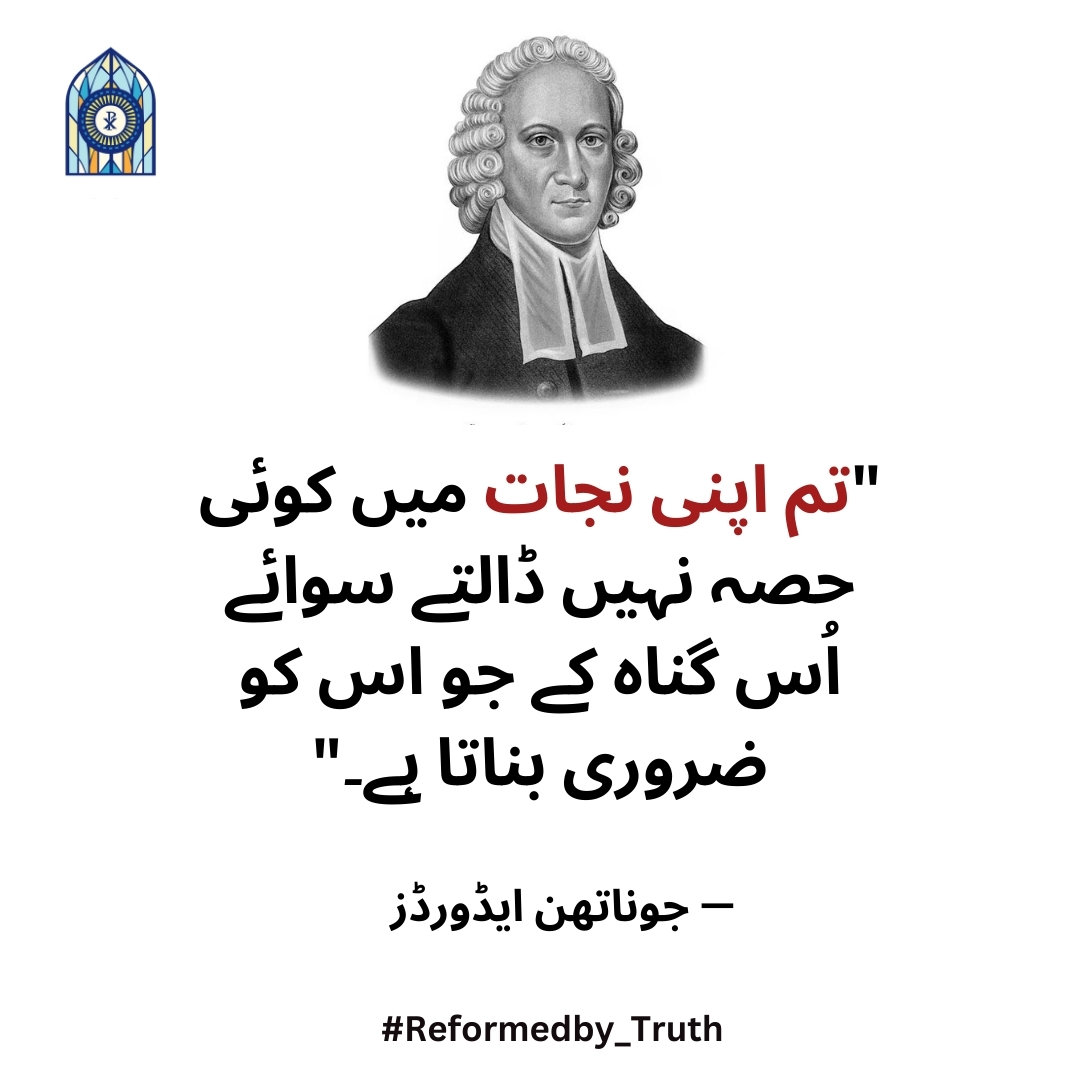 "تم اپنی نجات میں کوئی
حصہ نہیں ڈالتے سوائے
اُس گناہ کے جو اس کو
ضروری بناتا ہے۔"
— جوناتھن ایڈورڈز
#Reformedby_Truth